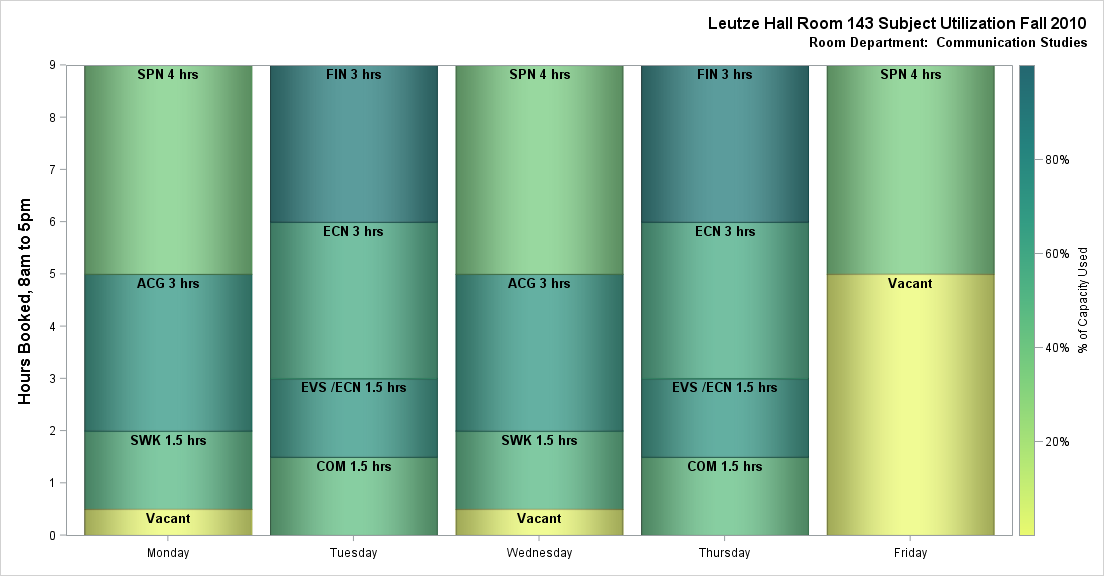 Leutze Hall Room 143 Subject Utilization Fall 2010
Room Department:  Communication Studies
Hours Booked, 8am to 5pm
9
8
7
6
5
4
3
2
1
0
SPN 4 hrs
ACG 3 hrs
SWK 1.5 hrs
Vacant
FIN 3 hrs
ECN 3 hrs
EVS /ECN 1.5 hrs
COM 1.5 hrs
SPN 4 hrs
ACG 3 hrs
SWK 1.5 hrs
Vacant
FIN 3 hrs
ECN 3 hrs
EVS /ECN 1.5 hrs
COM 1.5 hrs
SPN 4 hrs
Vacant
Monday
Tuesday
Wednesday
Thursday
Friday
80%
60%
40%
20%
% of Capacity Used